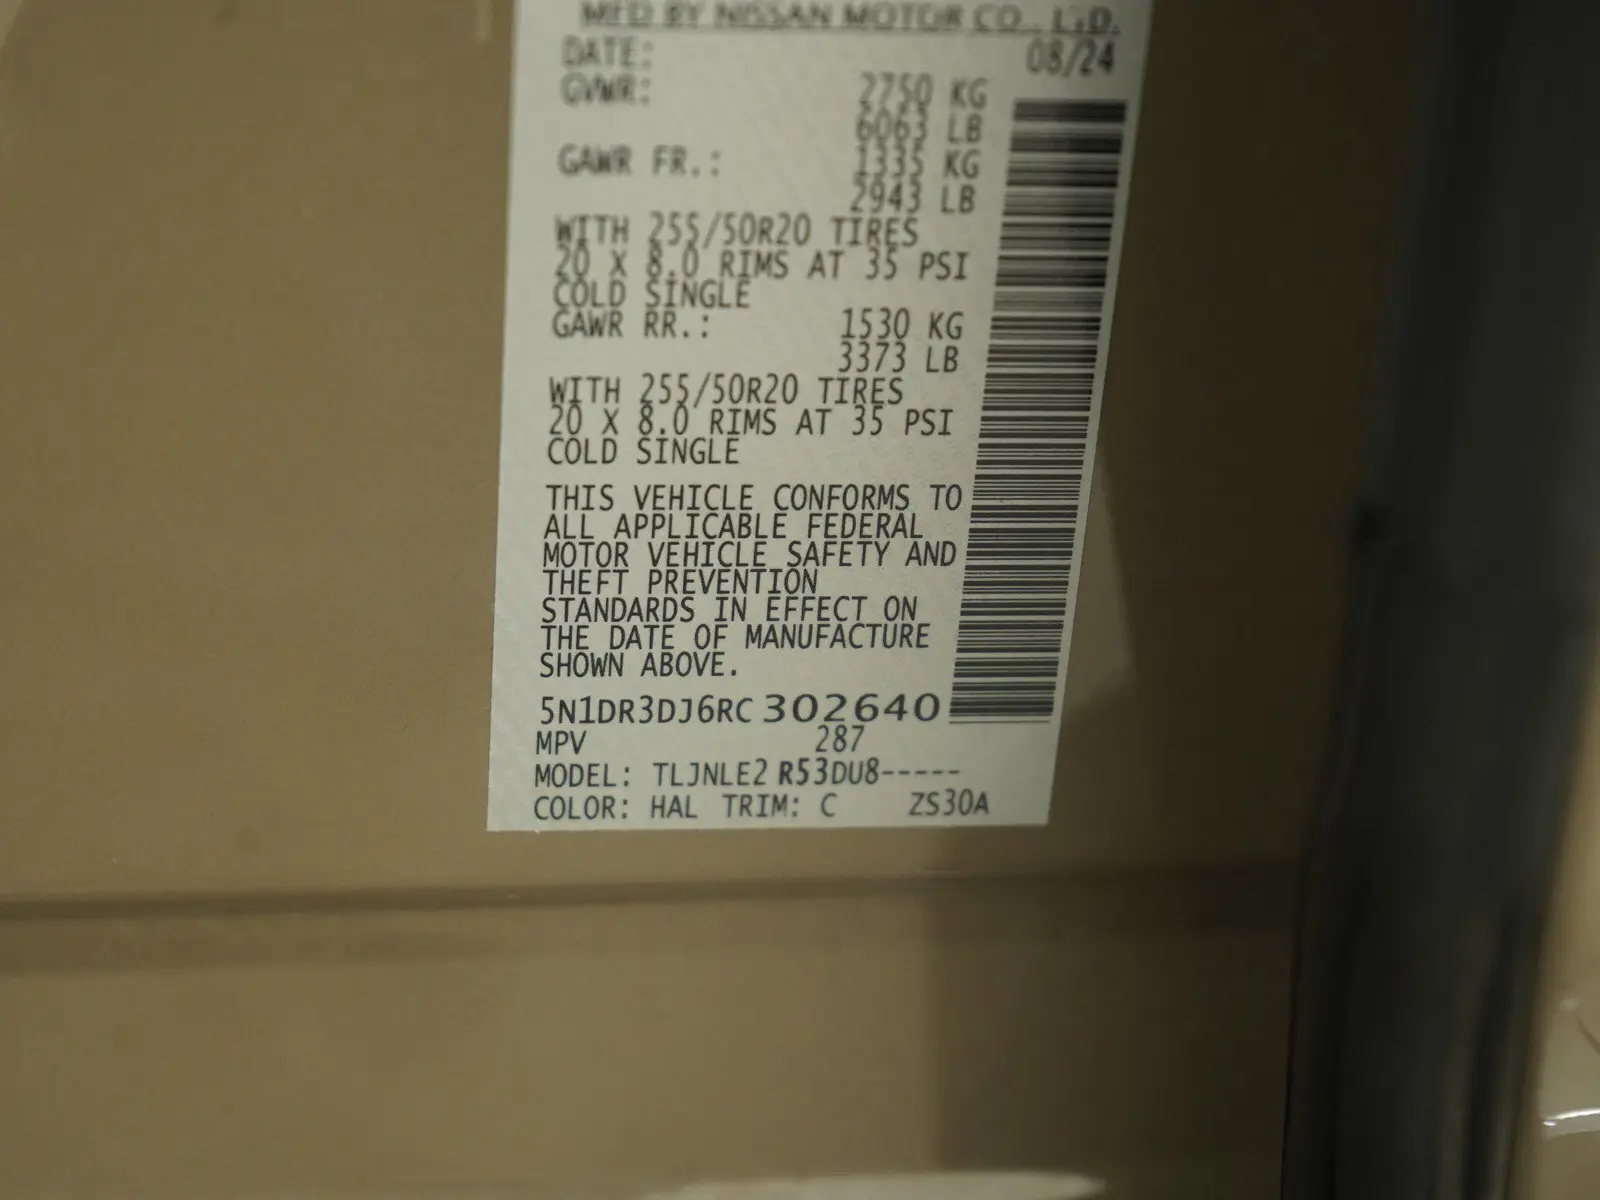 MFD BY NISSAN MOTOR CO., LTD.
DATE: 08/24
GVWR: 2750 KG
6063 LB
GAWR FR.: 1335 KG
2943 LB
WITH 255/50R20 TIRES
20 X 8.0 RIMS AT 35 PSI
COLD SINGLE
GAWR RR.: 1530 KG
3373 LB
WITH 255/50R20 TIRES
20 X 8.0 RIMS AT 35 PSI
COLD SINGLE
THIS VEHICLE CONFORMS TO
ALL APPLICABLE FEDERAL
MOTOR VEHICLE SAFETY AND
THEFT PREVENTION
STANDARDS IN EFFECT ON
THE DATE OF MANUFACTURE
SHOWN ABOVE.
5N1DR3DJ6RC302640
MPV 287
MODEL: TLJNLE2 R53DU8-----
COLOR: HAL TRIM: C ZS30A